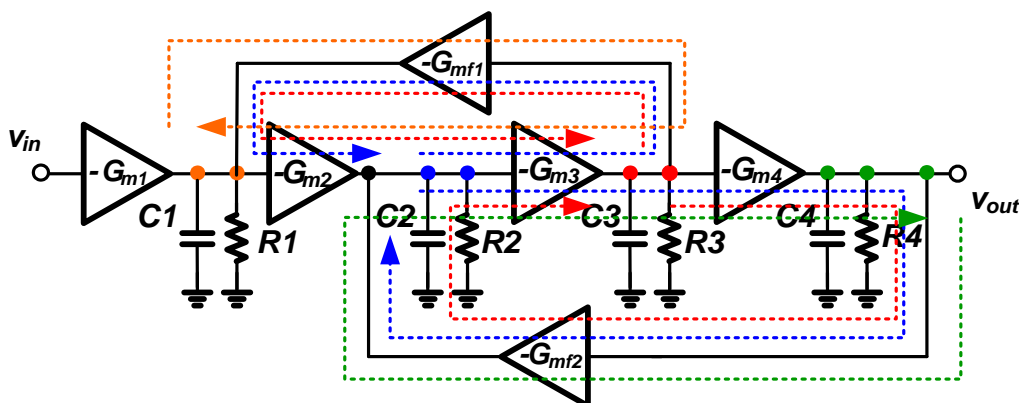 -Gmf1
vin
-Gm1
-Gm2
-Gm3
-Gm4
vout
C1
R1
C2
R2
C3
R3
C4
R4
-Gmf2